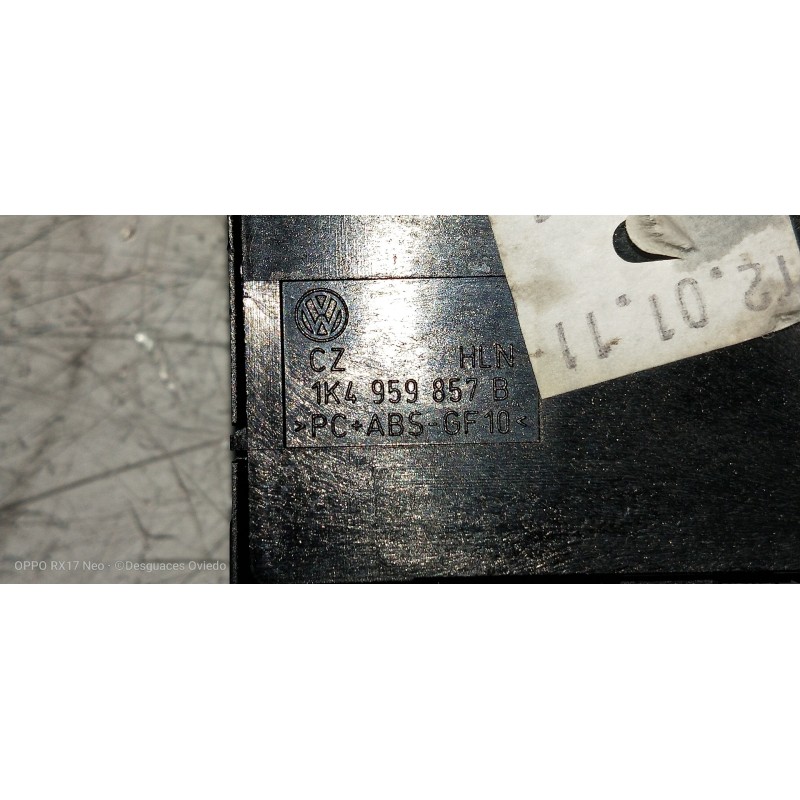 CZ HLN
1K4 959 857 B
>PC+ABS-GF10<
12.01.11
OPPO RX17 Neo · ©Desguaces Oviedo